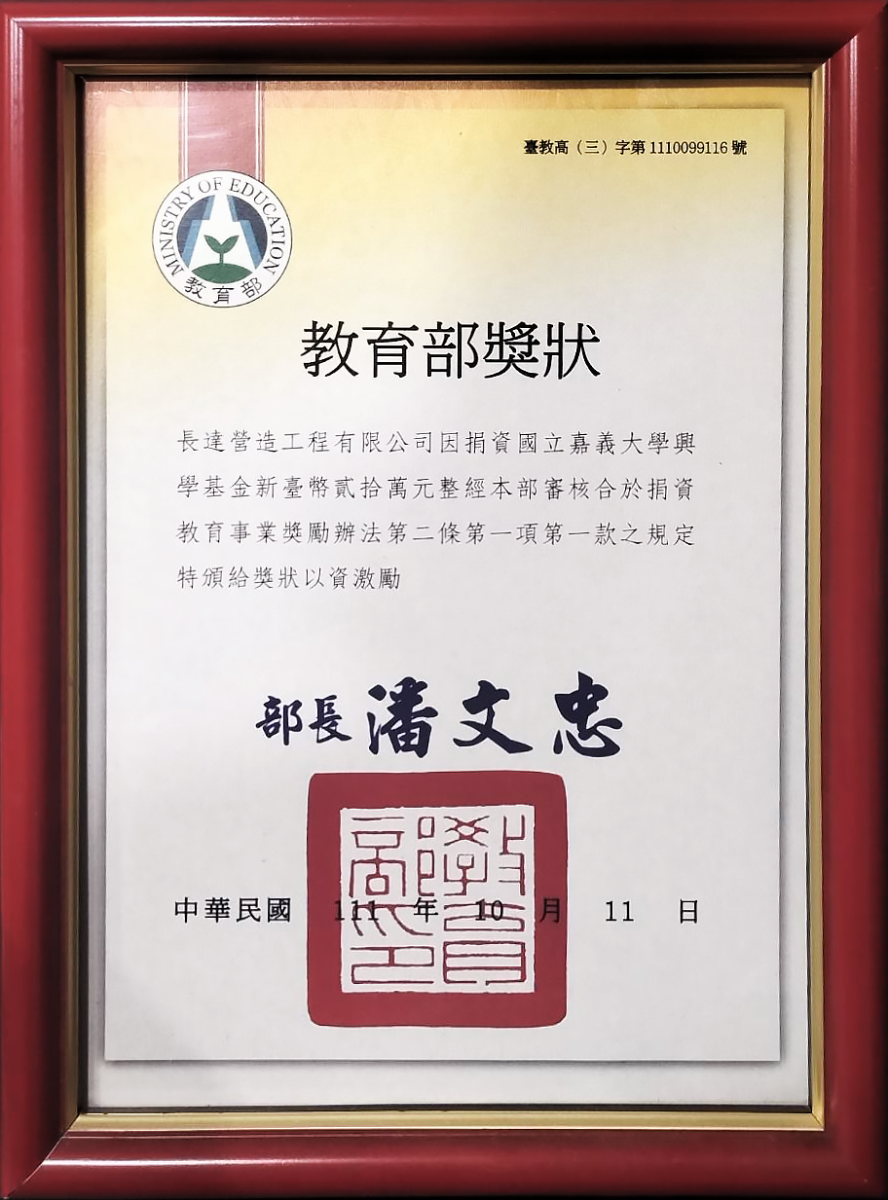 臺教高（三）字第1110099116號
MINISTRY OF EDUCATION
教育部
教育部獎狀
長達營造工程有限公司因捐資國立嘉義大學興
學基金新臺幣貳拾萬元整經本部審核合於捐資
教育事業獎勵辦法第二條第一項第一款之規定
特頒給獎狀以資激勵
部長 潘文忠
教育部印
中華民國 111 年 10 月 11 日